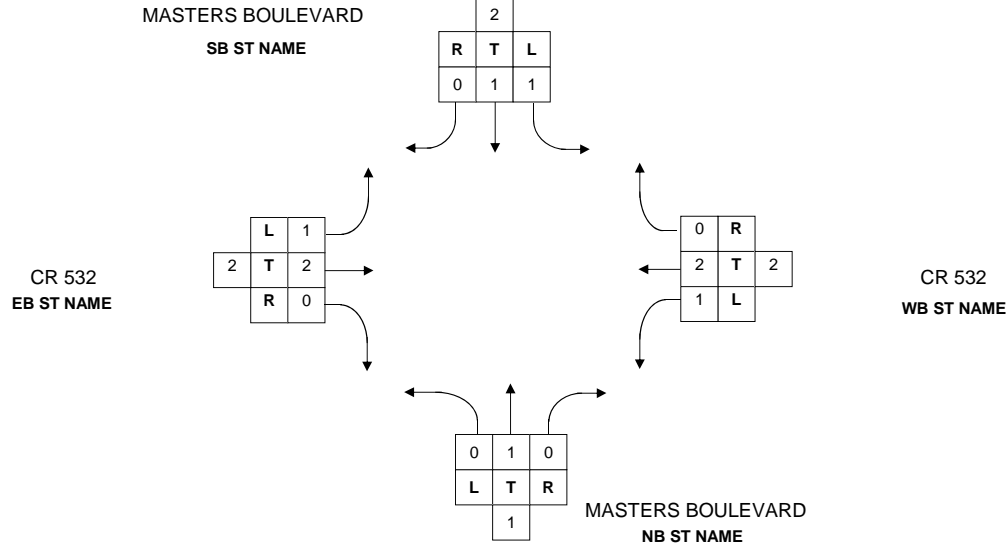 MASTERS BOULEVARD
SB ST NAME
2
R T L
0 1 1
L 1
2 T 2
R 0
CR 532
EB ST NAME
0 R
2 T 2
1 L
CR 532
WB ST NAME
0 1 0
L T R
1
MASTERS BOULEVARD
NB ST NAME